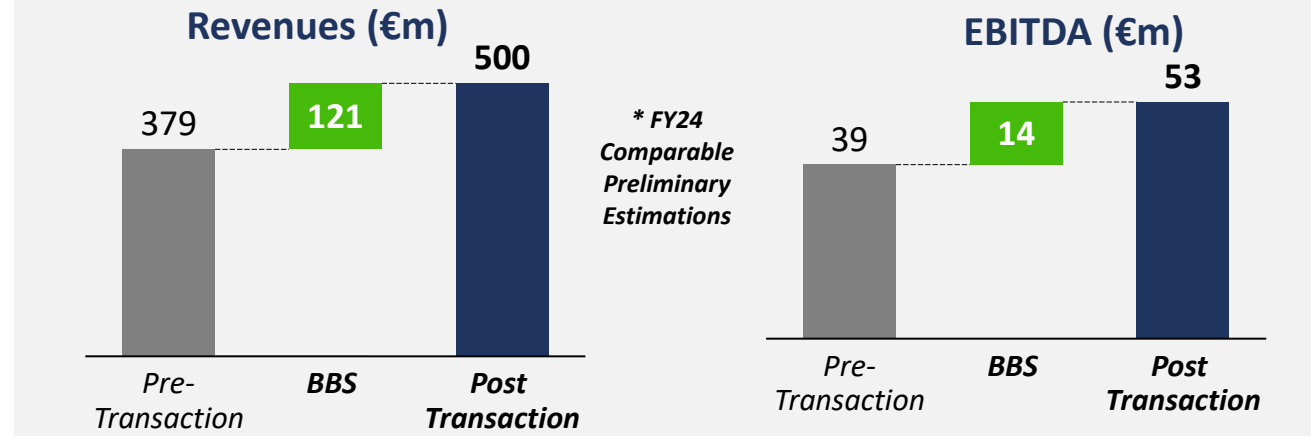 Revenues (€m)
500
379
121
Pre-
Transaction
BBS
Post
Transaction
* FY24
Comparable
Preliminary
Estimations
EBITDA (€m)
53
39
14
Pre-
Transaction
BBS
Post
Transaction